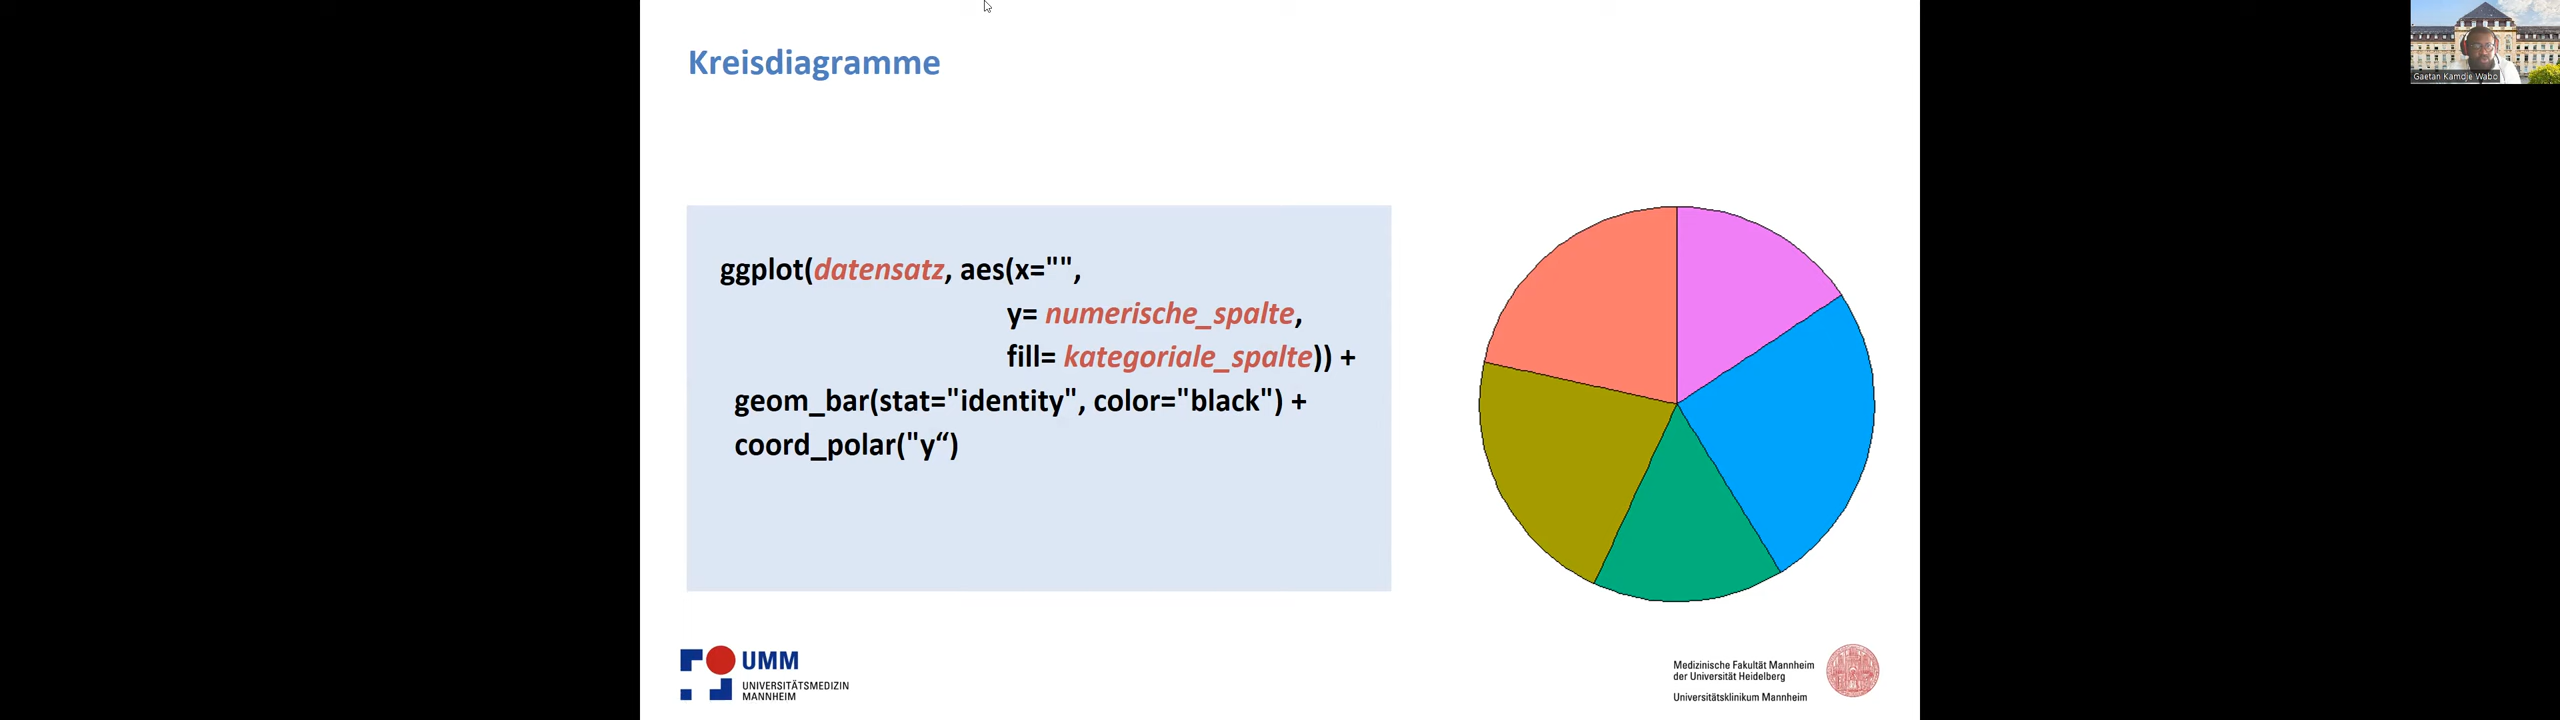 Kreisdiagramme
Gaetan Kamdje Wabo
ggplot(datensatz, aes(x="",
y= numerische_spalte,
fill= kategoriale_spalte)) +
geom_bar(stat="identity", color="black") +
coord_polar("y“)
UMM
UNIVERSITÄTSMEDIZIN
MANNHEIM
Medizinische Fakultät Mannheim
der Universität Heidelberg
Universitätsklinikum Mannheim